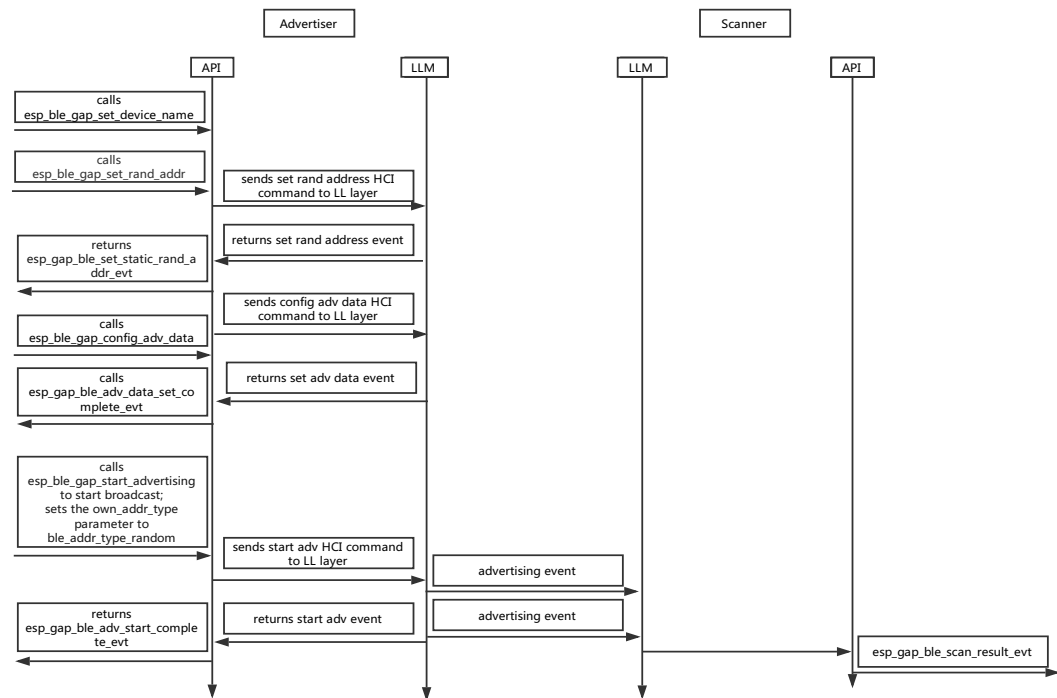 Advertiser
Scanner
API
LLM
LLM
API
calls
esp_ble_gap_set_device_name
calls
esp_ble_gap_set_rand_addr
sends set rand address HCI
command to LL layer
returns set rand address event
returns
esp_gap_ble_set_static_rand_a
ddr_evt
sends config adv data HCI
command to LL layer
calls
esp_ble_gap_config_adv_data
returns set adv data event
calls
esp_gap_ble_adv_data_set_co
mplete_evt
calls
esp_ble_gap_start_advertising
to start broadcast;
sets the own_addr_type
parameter to
ble_addr_type_random
sends start adv HCI command
to LL layer
advertising event
returns
esp_gap_ble_adv_start_comple
te_evt
returns start adv event
advertising event
esp_gap_ble_scan_result_evt